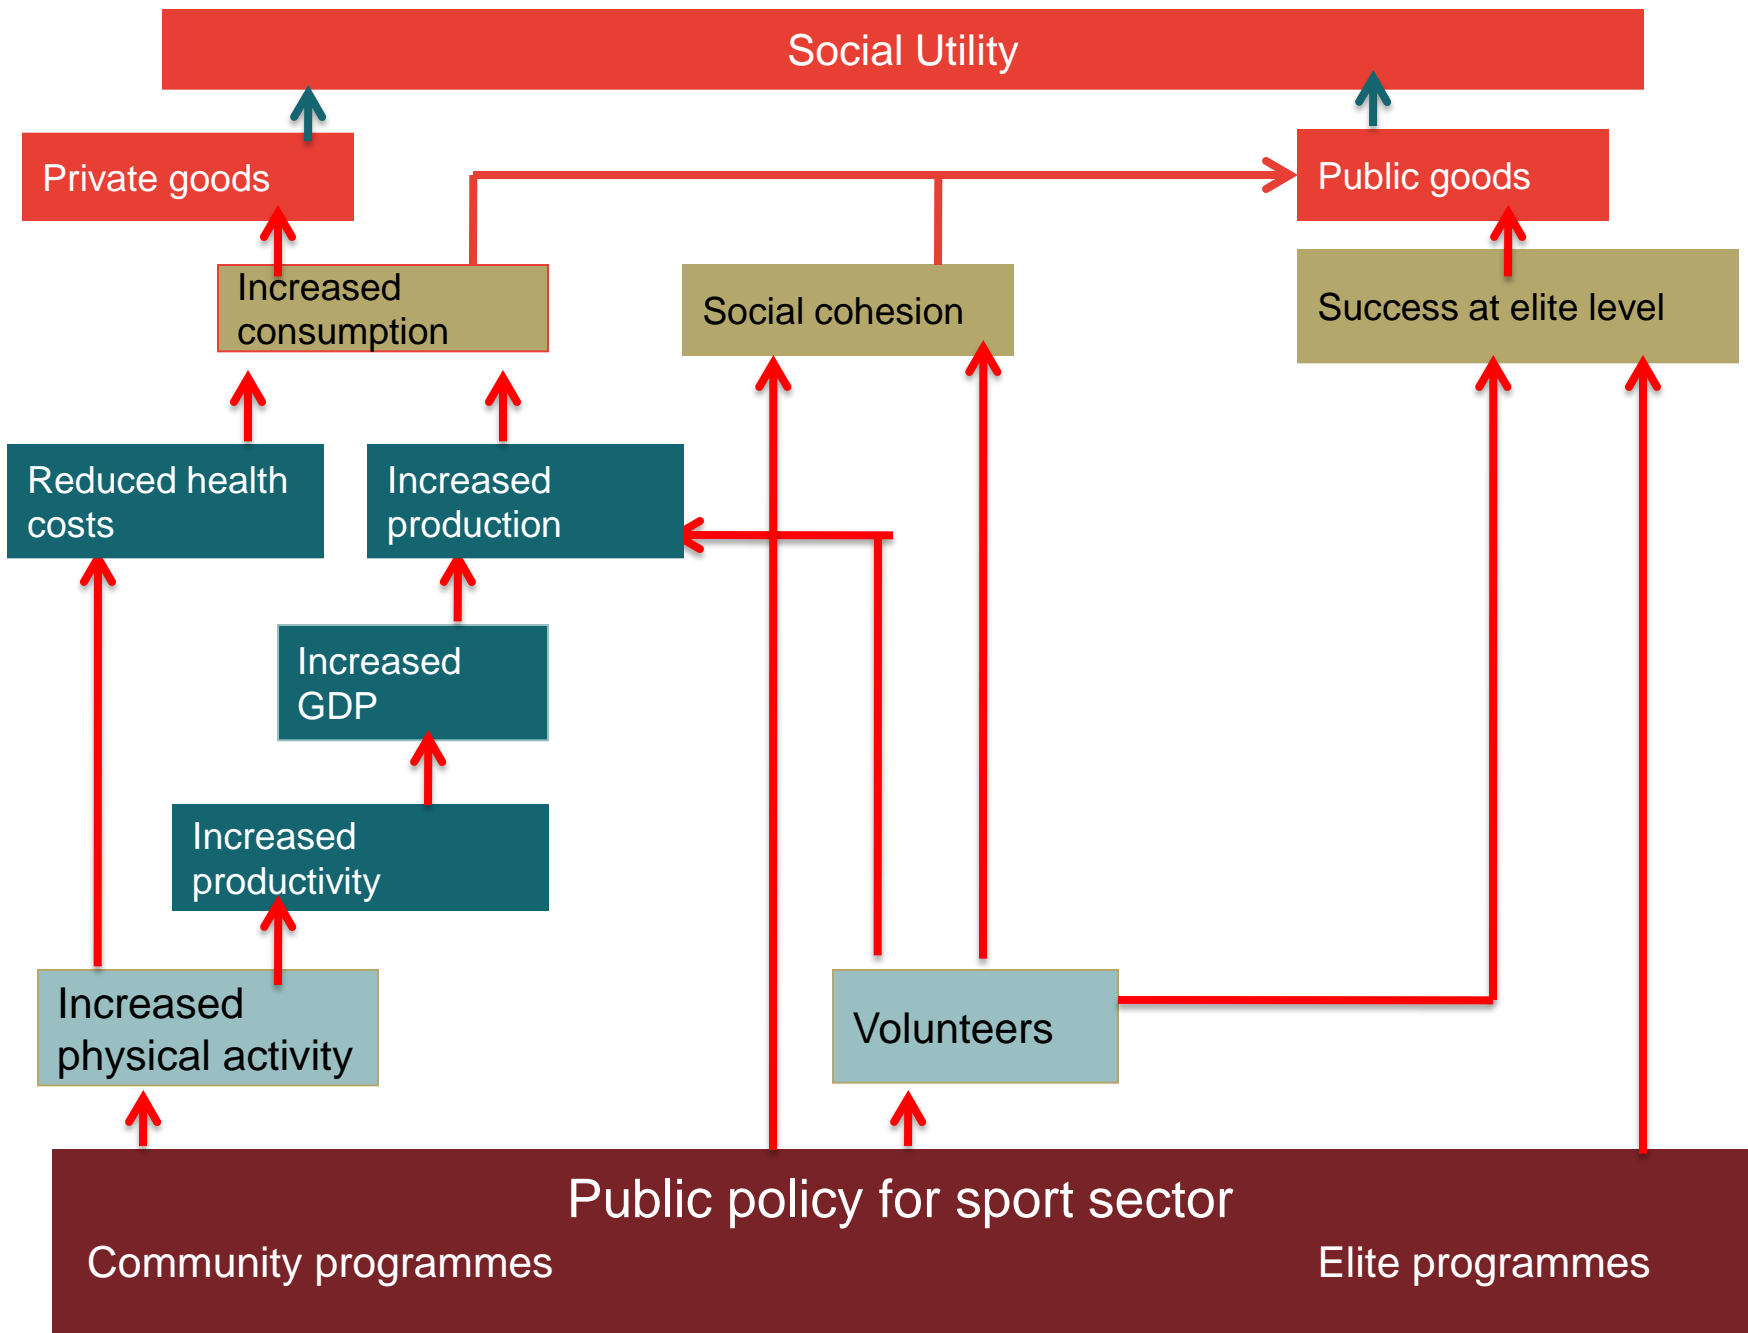 Social Utility
Private goods
Public goods
Increased
consumption
Social cohesion
Success at elite level
Reduced health
costs
Increased
production
Increased
GDP
Increased
productivity
Increased
physical activity
Volunteers
Public policy for sport sector
Community programmes
Elite programmes